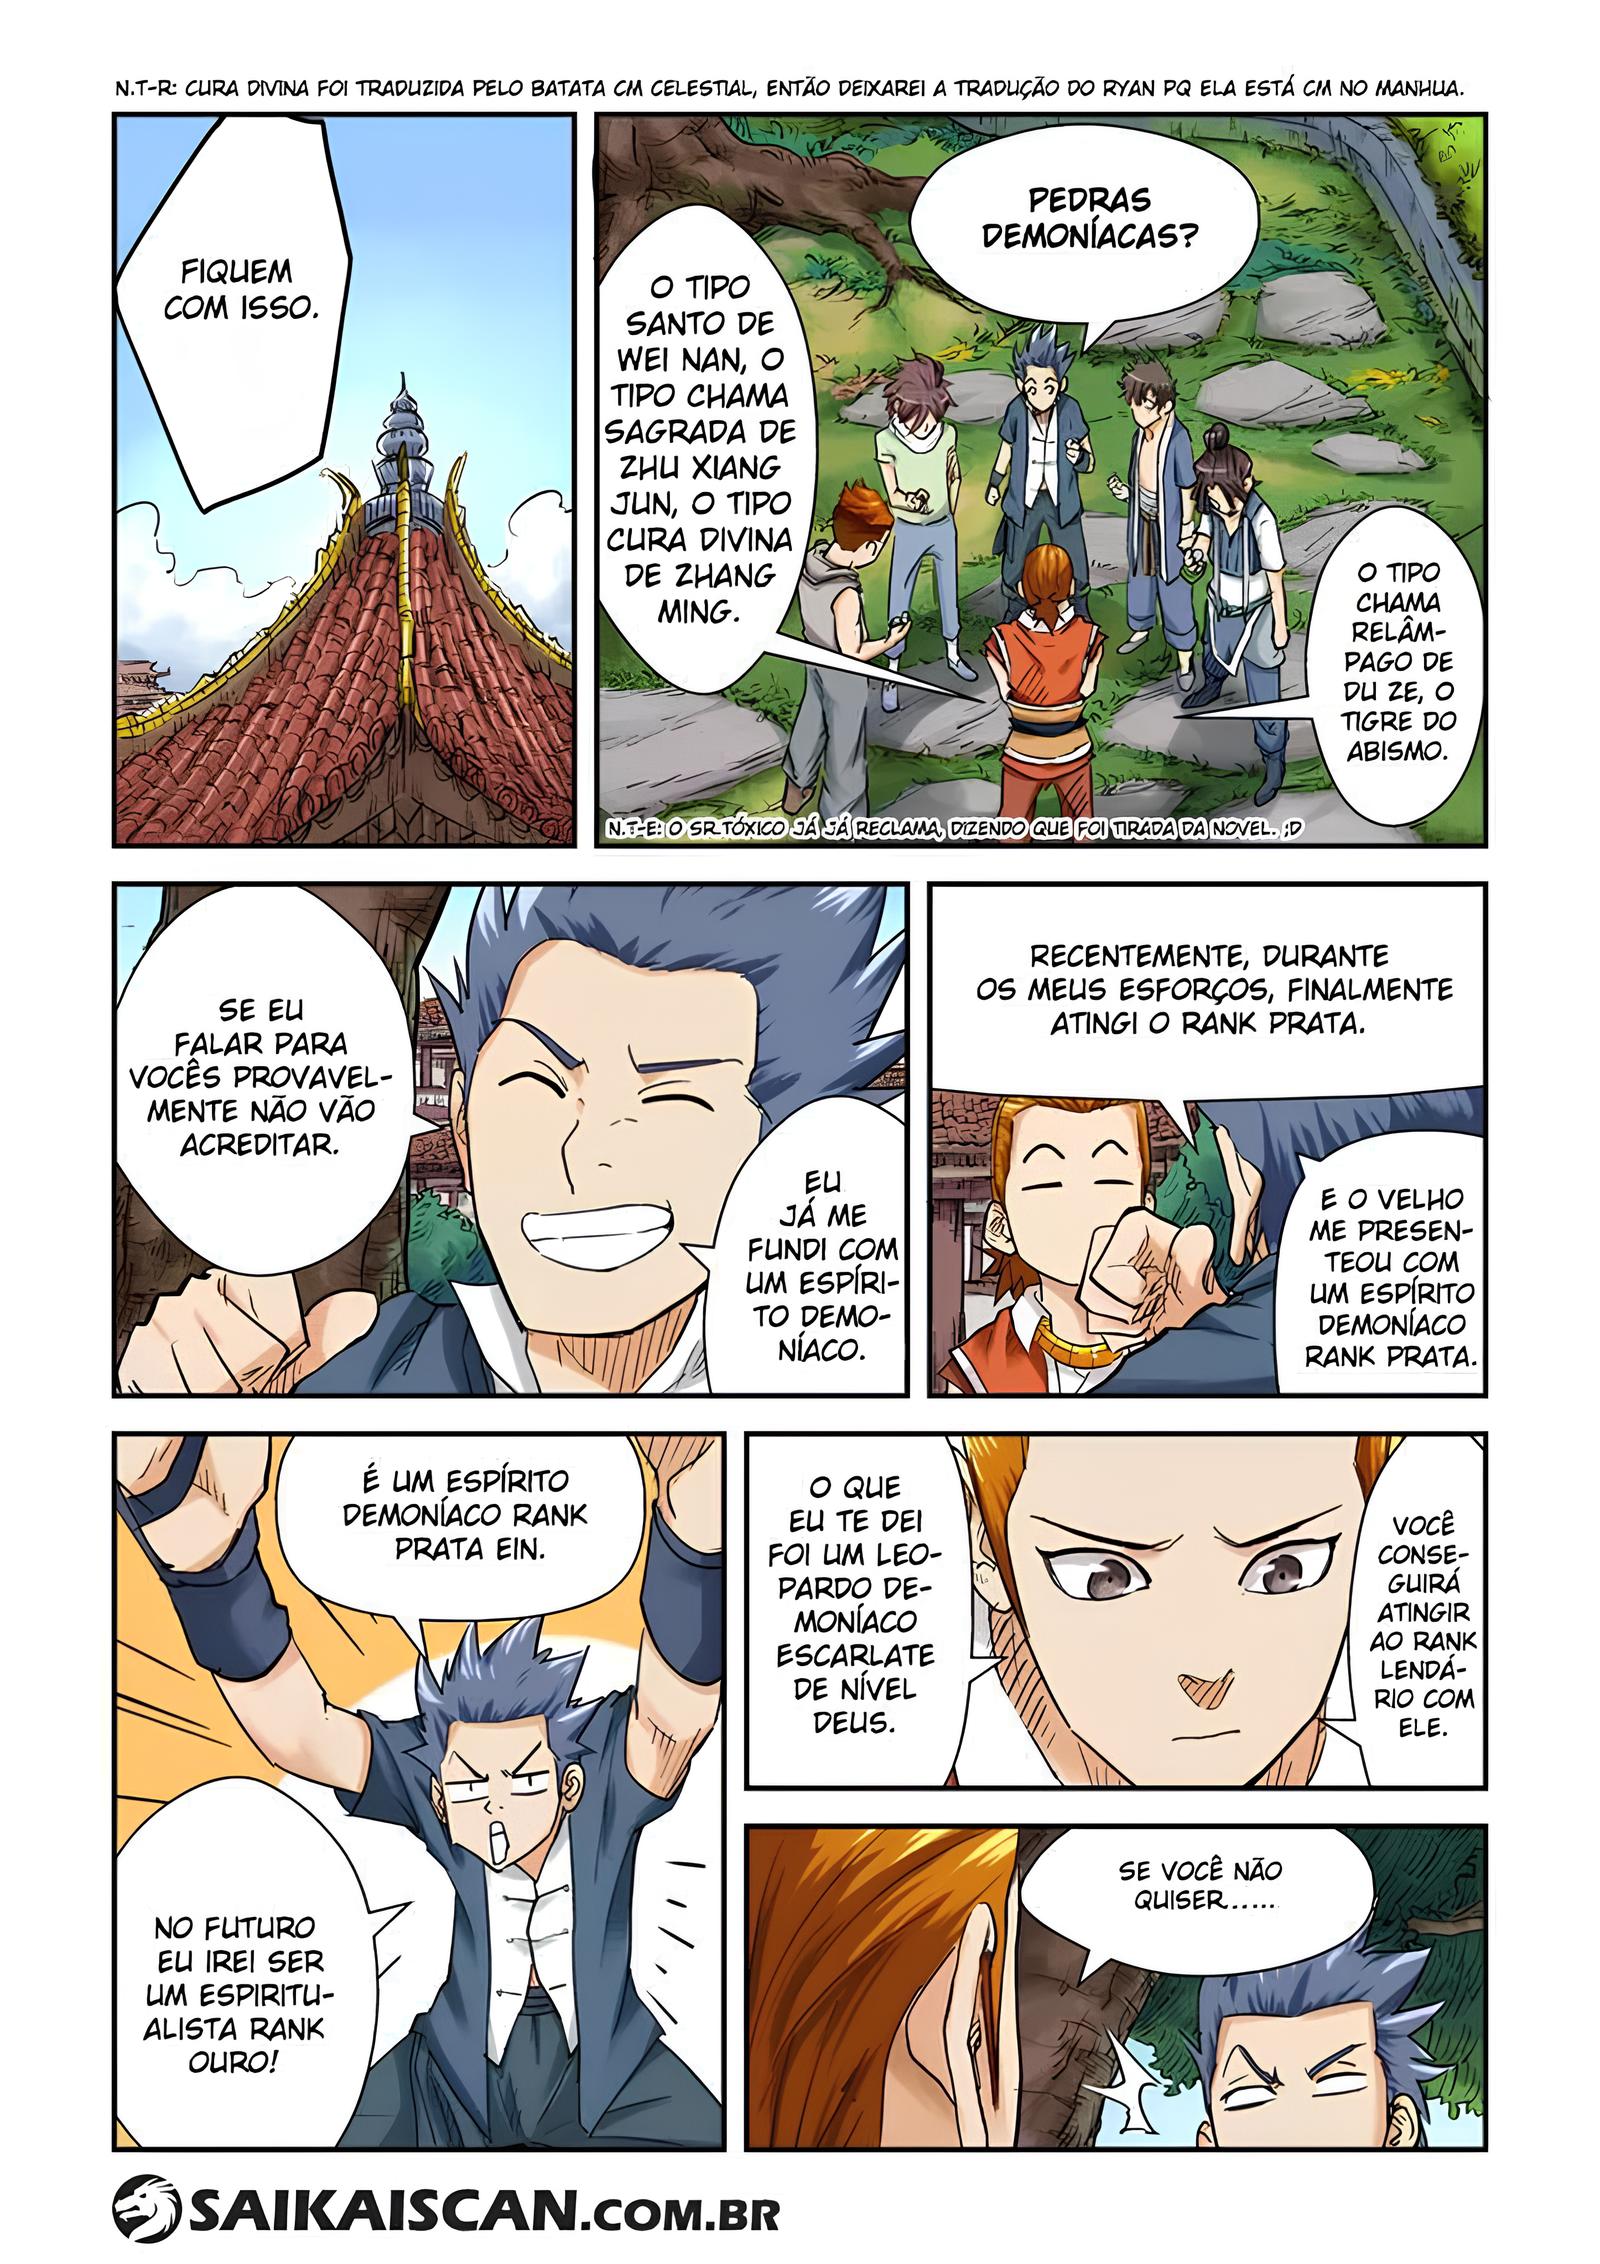 N.T-R: CURA DIVINA FOI TRADUZIDA PELO BATATA CM CELESTIAL, ENTÃO DEIXAREI A TRADUÇÃO DO RYAN PQ ELA ESTÁ CM NO MANHUA.
FIQUEM
COM ISSO.
PEDRAS
DEMONÍACAS?
O TIPO
SANTO DE
WEI NAN, O
TIPO CHAMA
SAGRADA DE
ZHU XIANG
JUN, O TIPO
CURA DIVINA
DE ZHANG
MING.
O TIPO
CHAMA
RELÂM-
PAGO DE
DU ZE, O
TIGRE DO
ABISMO.
N.T-E: O SR.TÓXICO JÁ JÁ RECLAMA, DIZENDO QUE FOI TIRADA DA NOVEL. ;D
SE EU
FALAR PARA
VOCÊS PROVAVEL-
MENTE NÃO VÃO
ACREDITAR.
EU
JÁ ME
FUNDI COM
UM ESPÍRI-
TO DEMO-
NÍACO.
RECENTEMENTE, DURANTE
OS MEUS ESFORÇOS, FINALMENTE
ATINGI O RANK PRATA.
E O VELHO
ME PRESEN-
TEOU COM
UM ESPÍRITO
DEMONÍACO
RANK PRATA.
É UM ESPÍRITO
DEMONÍACO RANK
PRATA EIN.
NO FUTURO
EU IREI SER
UM ESPIRITU-
ALISTA RANK
OURO!
O QUE
EU TE DEI
FOI UM LEO-
PARDO DE-
MONÍACO
ESCARLATE
DE NÍVEL
DEUS.
VOCÊ
CONSE-
GUIRÁ
ATINGIR
AO RANK
LENDÁ-
RIO COM
ELE.
SE VOCÊ NÃO
QUISER......
SAIKAISCAN.COM.BR